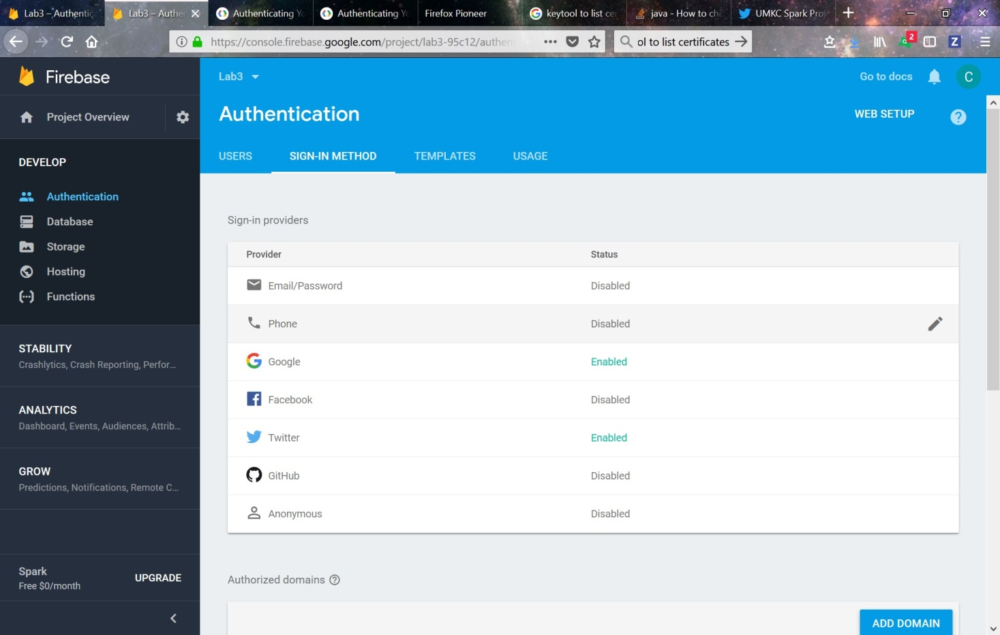 Lab3 – Authentic
Lab3 – Authe
Authenticating Yo
Authenticating Yo
Firefox Pioneer
keytool to list cer
java - How to che
UMKC Spark Proj
https://console.firebase.google.com/project/lab3-95c12/authent
ol to list certificates
2
Z
Firebase
Lab3
Go to docs
C
Project Overview
Authentication
WEB SETUP
?
USERS
SIGN-IN METHOD
TEMPLATES
USAGE
DEVELOP
Authentication
Database
Storage
Hosting
Functions
STABILITY
Crashlytics, Crash Reporting, Perfor...
ANALYTICS
Dashboard, Events, Audiences, Attrib...
GROW
Predictions, Notifications, Remote C...
Spark
Free $0/month
UPGRADE
Sign-in providers
Provider Status
Email/Password Disabled
Phone Disabled
Google Enabled
Facebook Disabled
Twitter Enabled
GitHub Disabled
Anonymous Disabled
Authorized domains ?
ADD DOMAIN